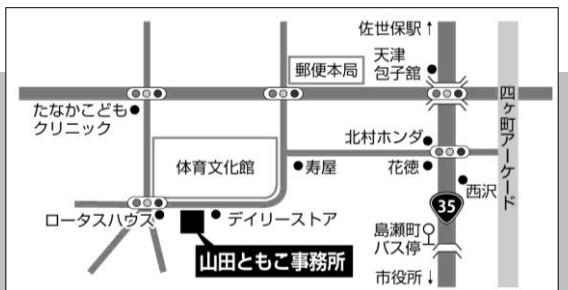 佐世保駅↑
天津
包子館
郵便本局
四ヶ町アーケード
たなかこども
クリニック
北村ホンダ
体育文化館
寿屋
花徳
西沢
35
ロータスハウス
デイリーストア
島瀬町
バス停
山田ともこ事務所
市役所↓